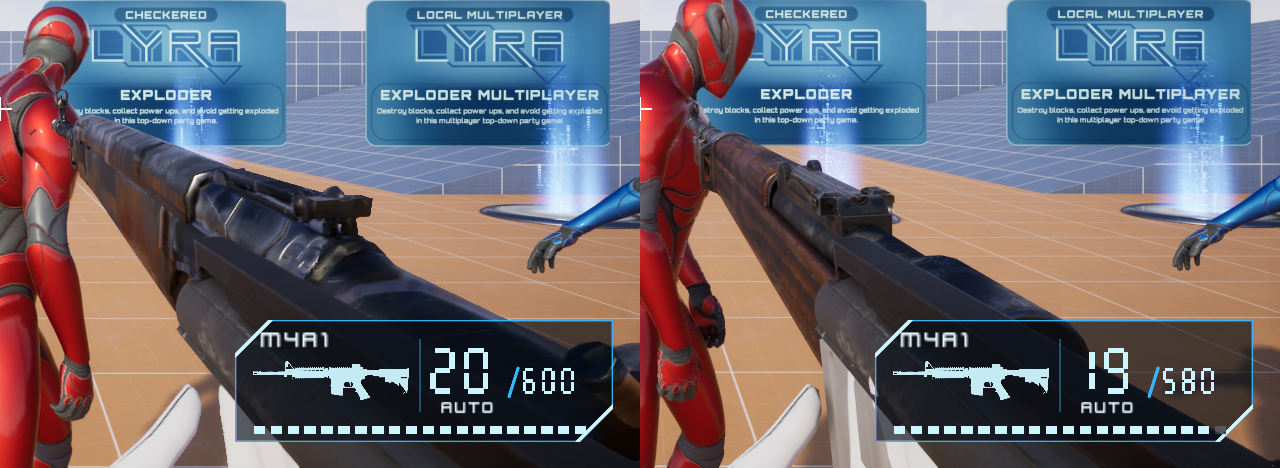 CHECKERED
LYRA
EXPLODER
y blocks, collect power ups, and avoid getting exploded
in this top-down party game.
LOCAL MULTIPLAYER
LYRA
EXPLODER MULTIPLAYER
Destroy blocks, collect power ups, and avoid getting exploded
in this multiplayer top-down party game!
M4A1
20 /600
AUTO
CHECKERED
YRA
EXPLODER
stroy blocks, collect power ups, and avoid getting exploded
in this top-down party game.
LOCAL MULTIPLAYER
LYRA
EXPLODER MULTIPLAYER
Destroy blocks, collect power ups, and avoid getting exploded
in this multiplayer top-down party game!
M4A1
19 /580
AUTO